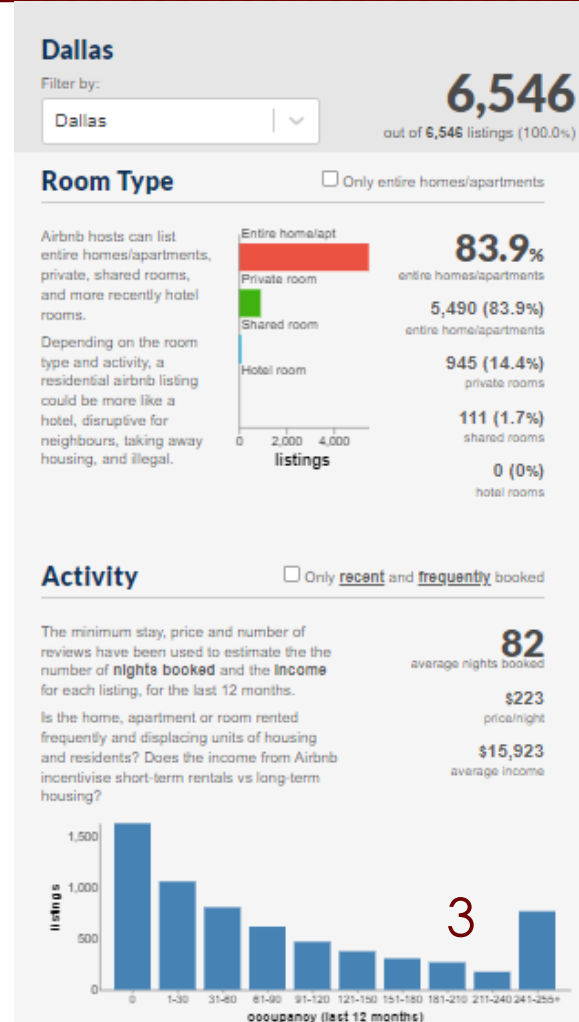 Dallas
Filter by:
Dallas
6,546
out of 6,546 listings (100.0%)
Room Type
Only entire homes/apartments
Airbnb hosts can list
entire homes/apartments,
private, shared rooms,
and more recently hotel
rooms.
Depending on the room
type and activity, a
residential airbnb listing
could be more like a
hotel, disruptive for
neighbours, taking away
housing, and illegal.
Entire home/apt
Private room
Shared room
Hotel room
0 2,000 4,000
listings
83.9%
entire homes/apartments
5,490 (83.9%)
entire home/apartments
945 (14.4%)
private rooms
111 (1.7%)
shared rooms
0 (0%)
hotel rooms
Activity
Only recent and frequently booked
The minimum stay, price and number of
reviews have been used to estimate the the
number of nights booked and the income
for each listing, for the last 12 months.
Is the home, apartment or room rented
frequently and displacing units of housing
and residents? Does the income from Airbnb
incentivise short-term rentals vs long-term
housing?
82
average nights booked
$223
price/night
$15,923
average income
1,500
1,000
500
0
listings
3
0 1-30 31-60 61-90 91-120 121-150 151-180 181-210 211-240 241-255+
occupancy (last 12 months)